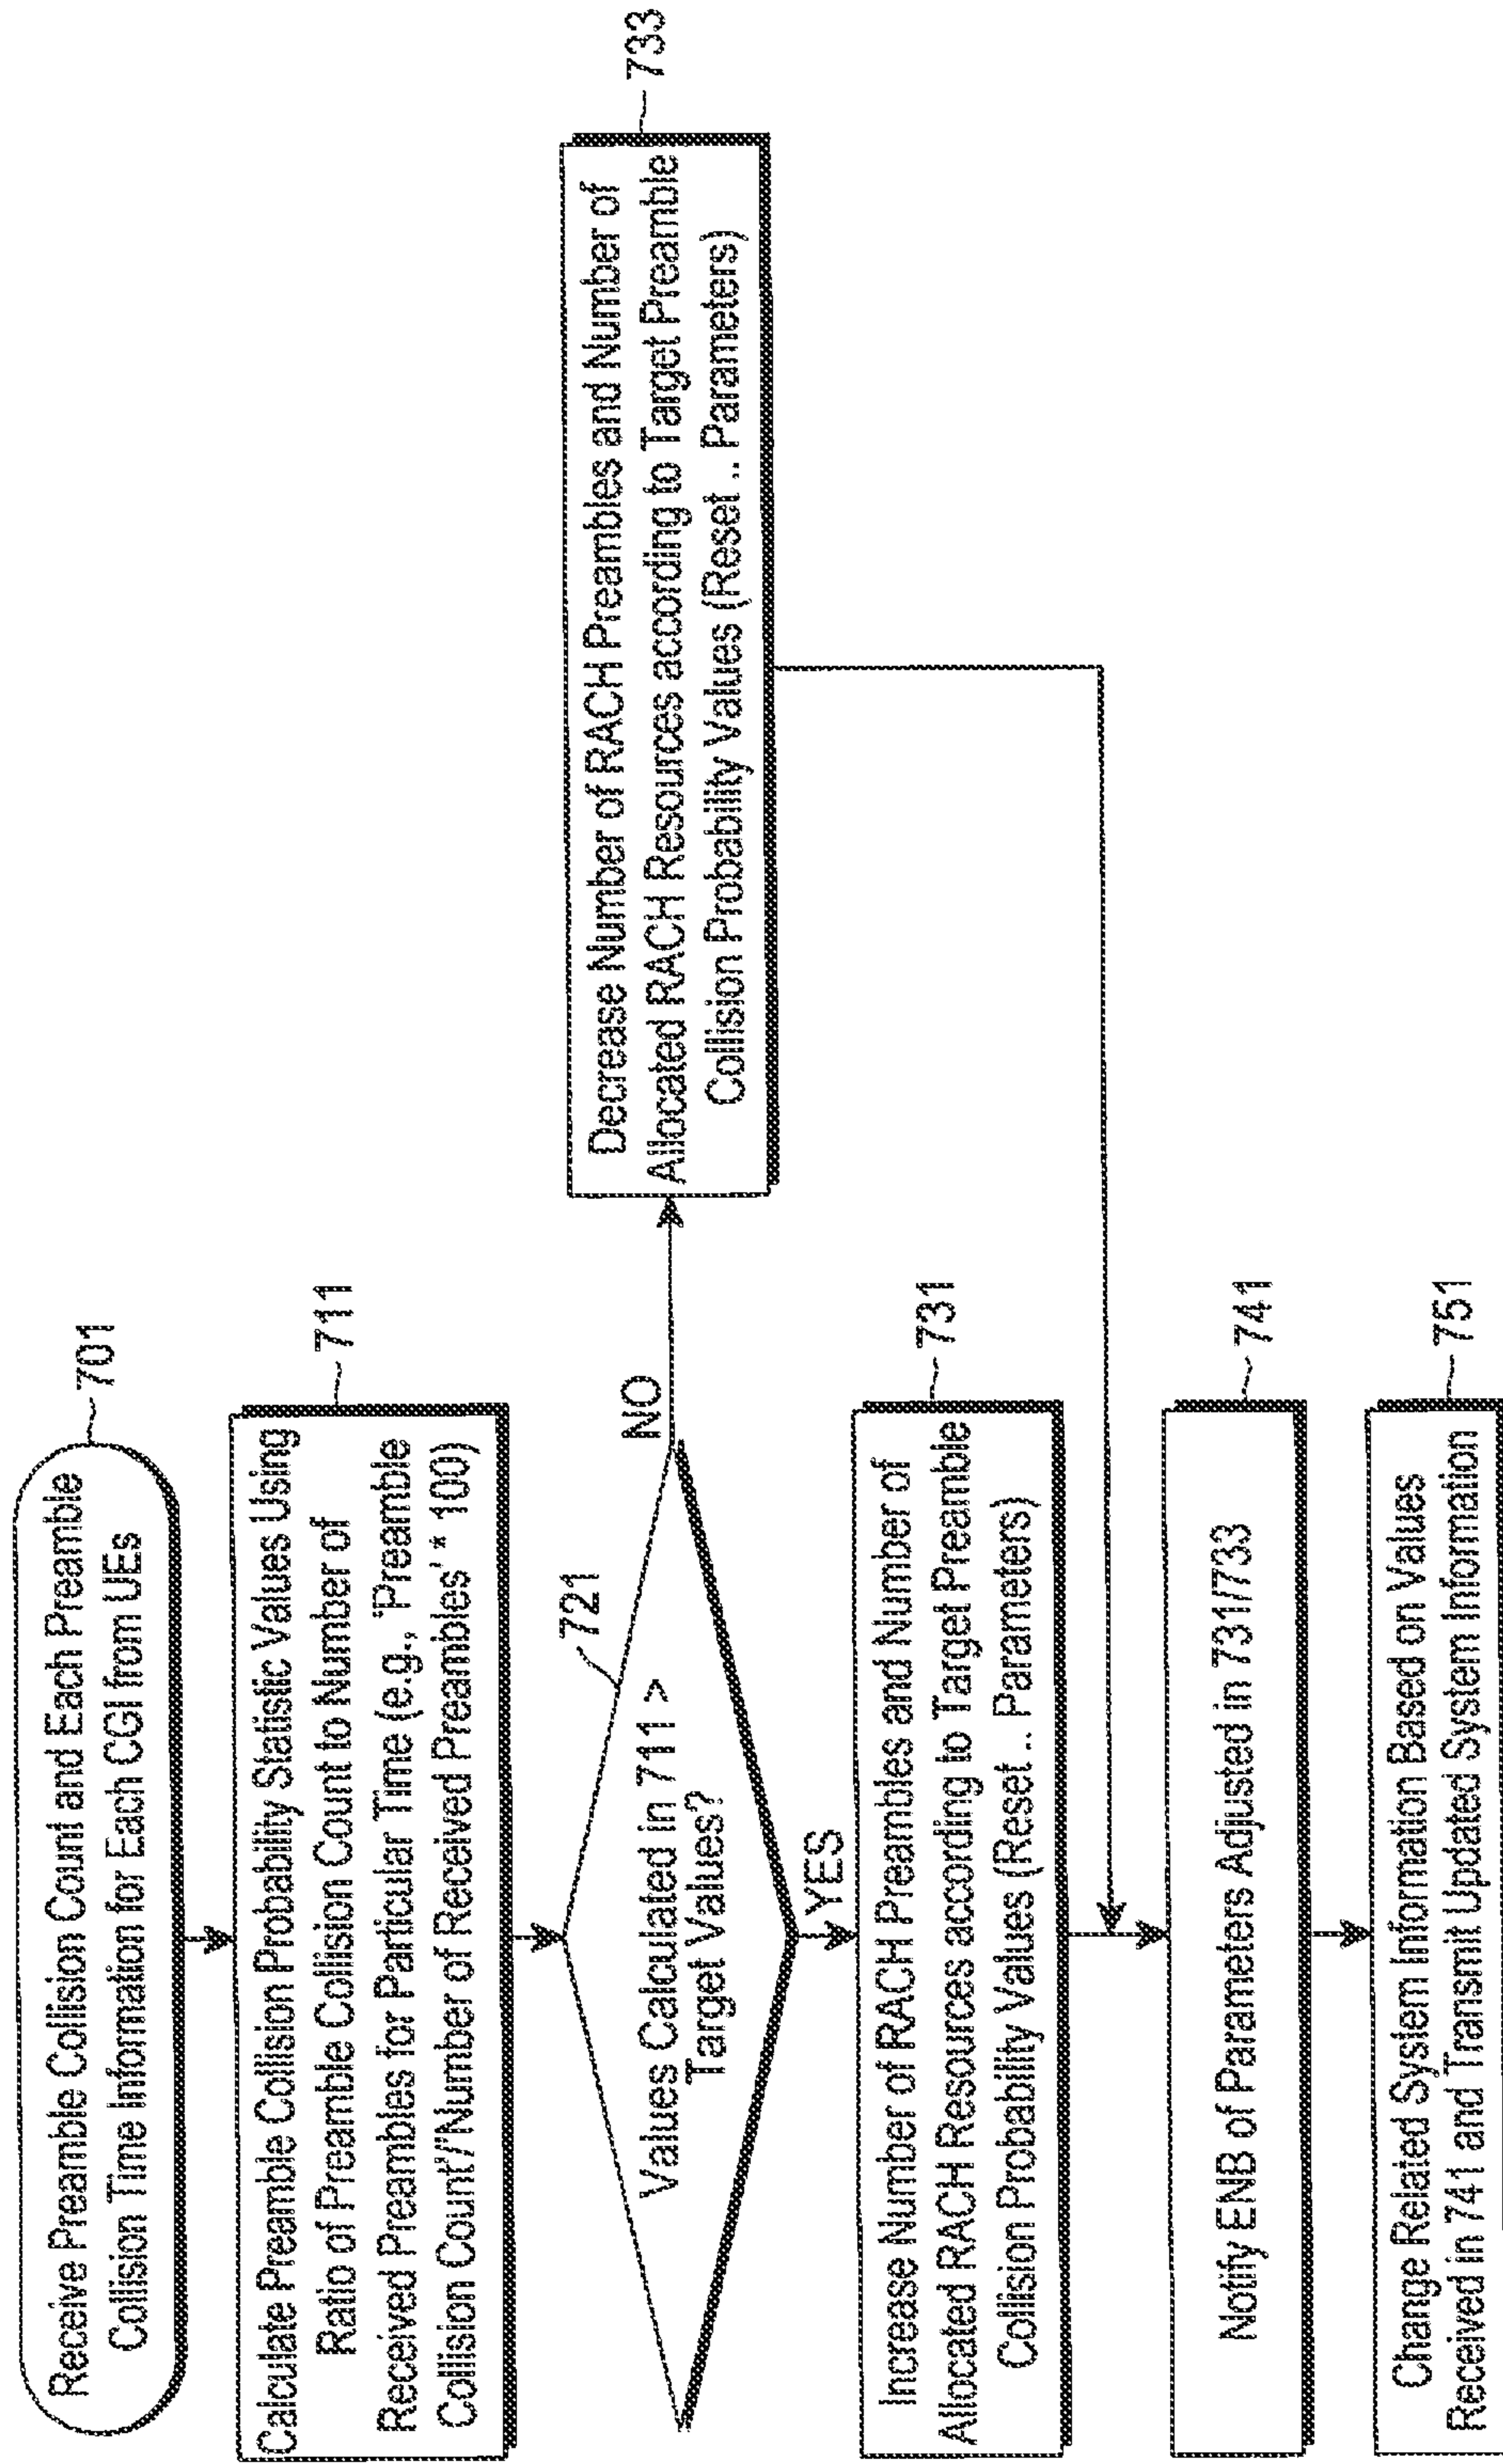 Receive Preamble Collision Count and Each Preamble
Collision Time Information for Each CGI from UEs
701
Calculate Preamble Collision Probability Statistic Values Using
Ratio of Preamble Collision Count to Number of
Received Preambles for Particular Time (e.g., 'Preamble
Collision Count'/'Number of Received Preambles' * 100)
711
721
Values Calculated in 711 >
Target Values?
NO
YES
Decrease Number of RACH Preambles and Number of
Allocated RACH Resources according to Target Preamble
Collision Probability Values (Reset .. Parameters)
733
Increase Number of RACH Preambles and Number of
Allocated RACH Resources according to Target Preamble
Collision Probability Values (Reset .. Parameters)
731
Notify ENB of Parameters Adjusted in 731/733
741
Change Related System Information Based on Values
Received in 741 and Transmit Updated System Information
751